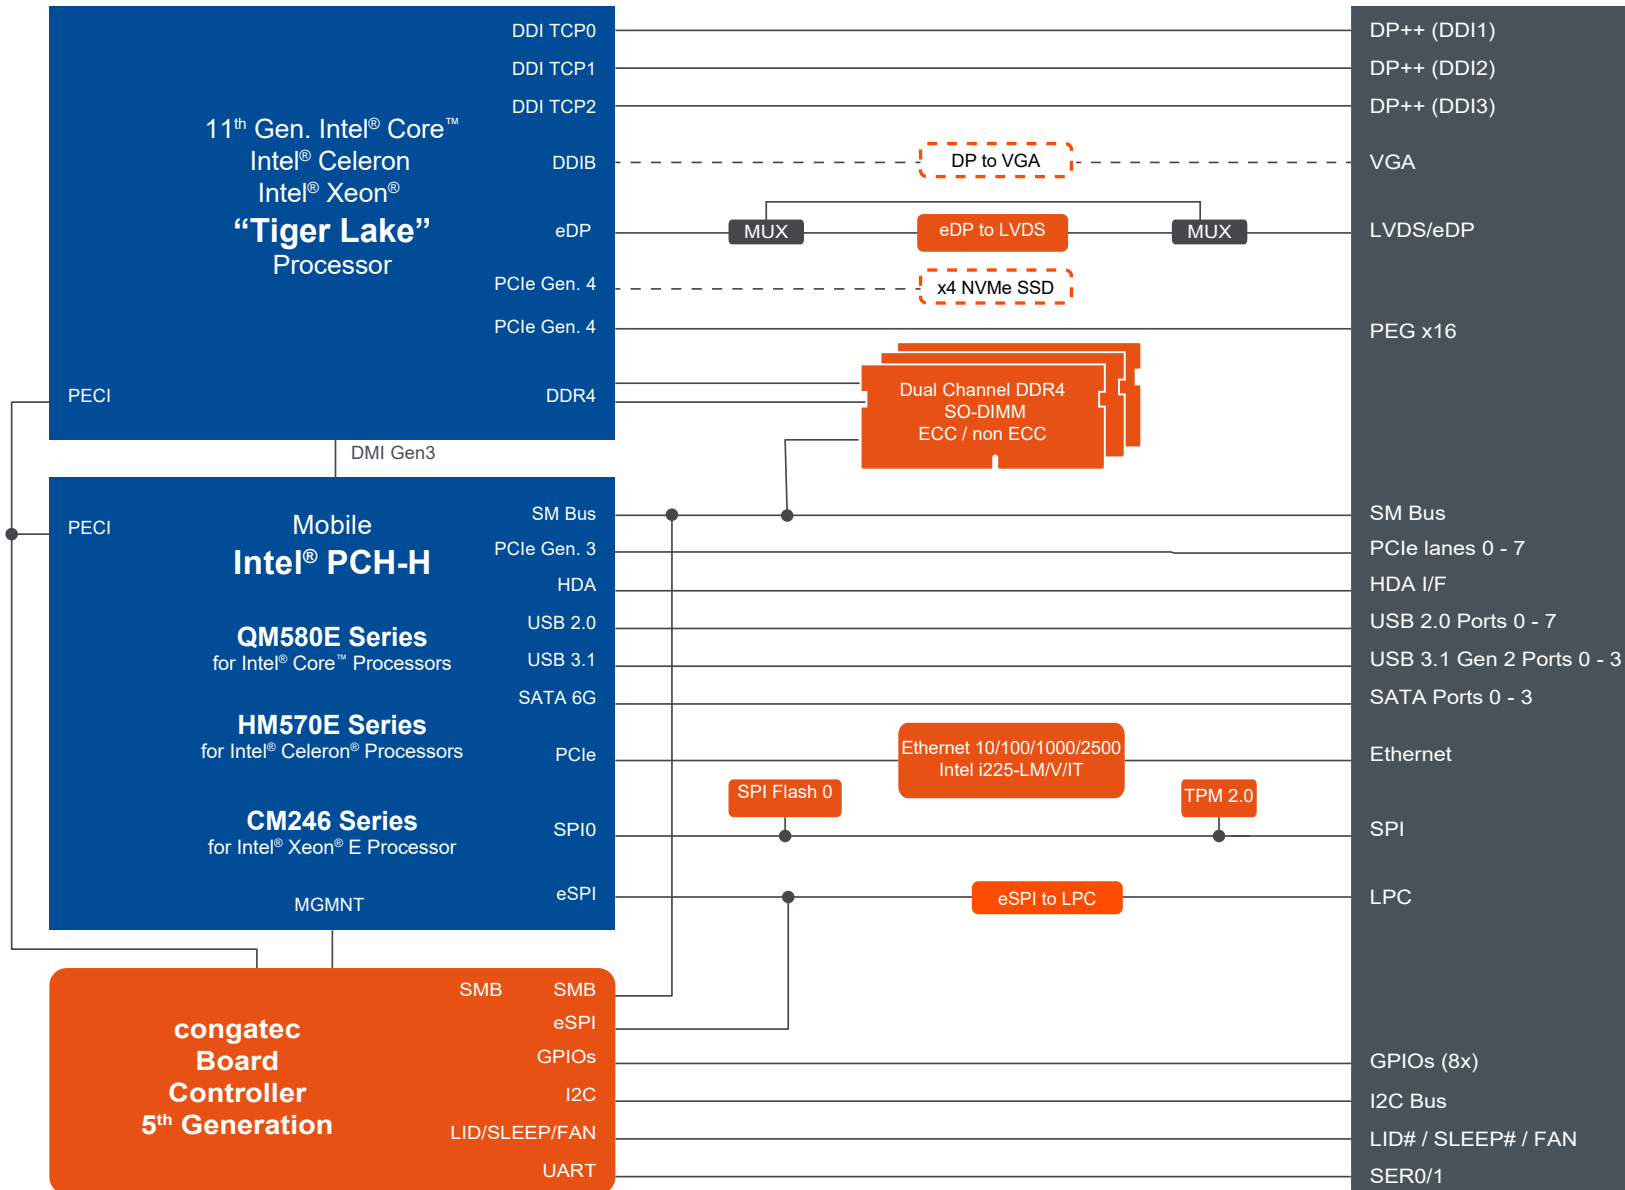 DDI TCP0
DP++ (DDI1)
DDI TCP1
DP++ (DDI2)
DDI TCP2
DP++ (DDI3)
11th Gen. Intel® Core™
Intel® Celeron
Intel® Xeon®
“Tiger Lake”
Processor
DDIB
DP to VGA
VGA
eDP
MUX
eDP to LVDS
MUX
LVDS/eDP
PCIe Gen. 4
x4 NVMe SSD
PCIe Gen. 4
PEG x16
PECI
DDR4
Dual Channel DDR4
SO-DIMM
ECC / non ECC
DMI Gen3
PECI
Mobile
Intel® PCH-H
QM580E Series
for Intel® Core™ Processors
HM570E Series
for Intel® Celeron® Processors
CM246 Series
for Intel® Xeon® E Processor
MGMNT
SM Bus
SM Bus
PCIe Gen. 3
PCIe lanes 0 - 7
HDA
HDA I/F
USB 2.0
USB 2.0 Ports 0 - 7
USB 3.1
USB 3.1 Gen 2 Ports 0 - 3
SATA 6G
SATA Ports 0 - 3
PCIe
Ethernet 10/100/1000/2500
Intel i225-LM/V/IT
Ethernet
SPI Flash 0
TPM 2.0
SPI0
SPI
eSPI
eSPI to LPC
LPC
congatec
Board
Controller
5th Generation
SMB
SMB
eSPI
GPIOs
GPIOs (8x)
I2C
I2C Bus
LID/SLEEP/FAN
LID# / SLEEP# / FAN
UART
SER0/1